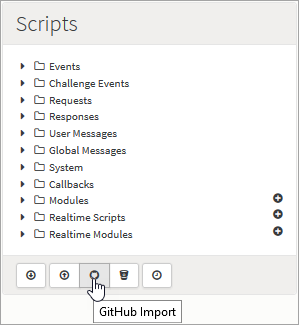 Scripts
Events
Challenge Events
Requests
Responses
User Messages
Global Messages
System
Callbacks
Modules
Realtime Scripts
Realtime Modules
GitHub Import